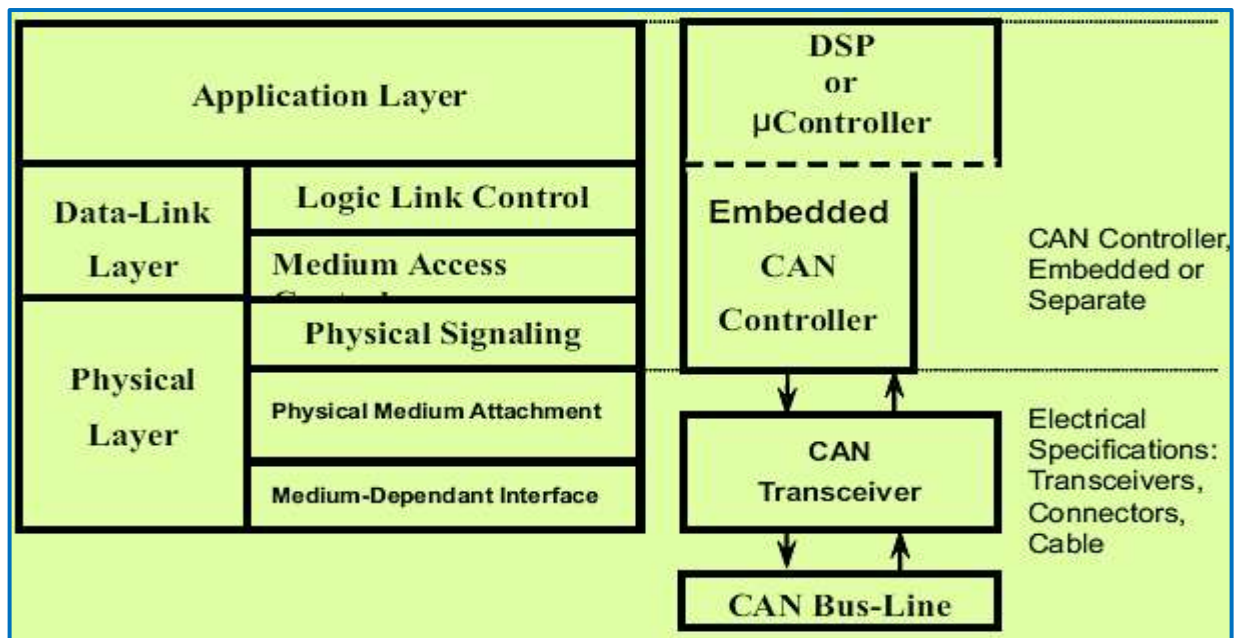 Application Layer
Data-Link
Layer
Logic Link Control
Medium Access
Physical
Layer
Physical Signaling
Physical Medium Attachment
Medium-Dependant Interface
DSP
or
µController
Embedded
CAN
Controller
CAN
Transceiver
CAN Bus-Line
CAN Controller,
Embedded or
Separate
Electrical
Specifications:
Transceivers,
Connectors,
Cable